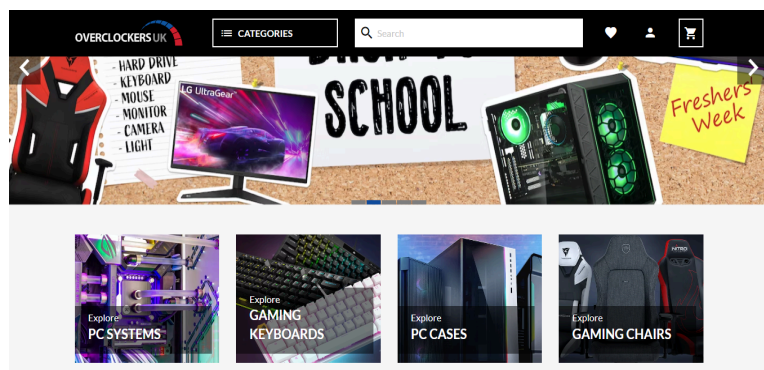 OVERCLOCKERS UK
CATEGORIES
Search
- HARD DRIVE
- KEYBOARD
- MOUSE
- MONITOR
- CAMERA
- LIGHT
LG UltraGear
SCHOOL
Freshers
Week
Explore
PC SYSTEMS
Explore
GAMING
KEYBOARDS
Explore
PC CASES
NITRO
Explore
GAMING CHAIRS